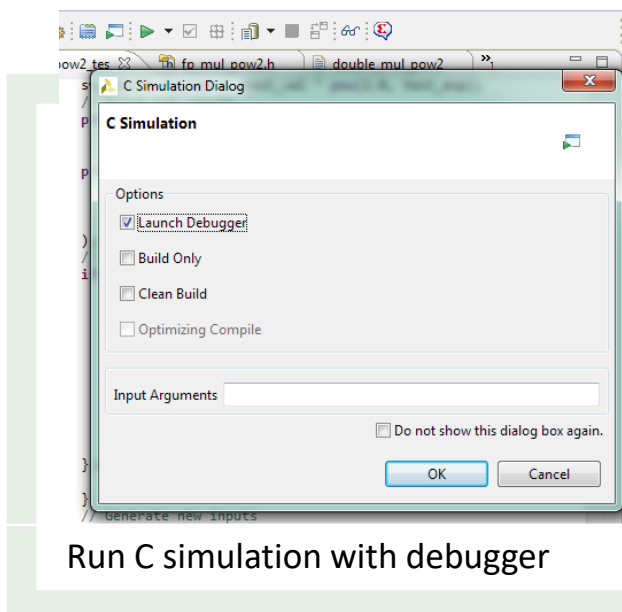 pow2_tes fp_mul_pow2.h double_mul_pow2 »1
C Simulation Dialog
C Simulation
Options
Launch Debugger
Build Only
Clean Build
Optimizing Compile
Input Arguments
Do not show this dialog box again.
OK Cancel
}
}
// Generate new inputs
Run C simulation with debugger